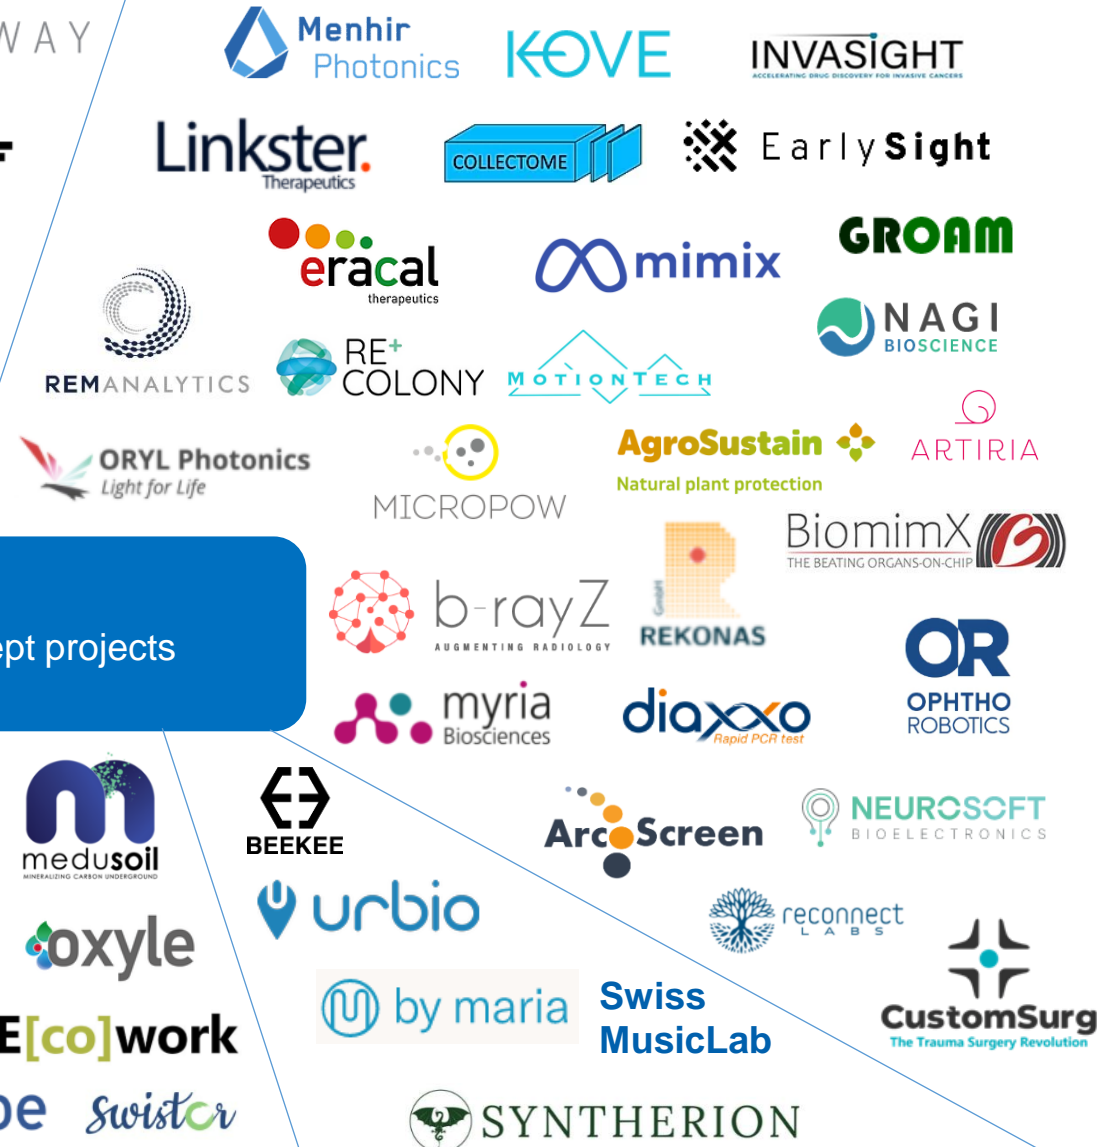 WAY
Menhir
Photonics
KOVE
INVASIGHT
ACCELERATING DRUG DISCOVERY FOR INVASIVE CANCERS
F
Linkster.
Therapeutics
COLLECTOME
EarlySight
eracal
therapeutics
mimix
GROAM
REMANALYTICS
RE+
COLONY
MOTIONTECH
NAGI
BIOSCIENCE
ORYL Photonics
Light for Life
MICROPOW
AgroSustain
Natural plant protection
ARTIRIA
BiomimX
THE BEATING ORGANS-ON-CHIP
ept projects
b-rayZ
AUGMENTING RADIOLOGY
R
GmbH
REKONAS
OR
OPHTHO
ROBOTICS
myria
Biosciences
diaxxo
Rapid PCR test
medusoil
MINERALIZING CARBON UNDERGROUND
BEEKEE
ArcoScreen
NEUROSOFT
BIOELECTRONICS
urbio
reconnect
LABS
oxyle
by maria
Swiss
MusicLab
CustomSurg
The Trauma Surgery Revolution
E[co]work
pe
swistor
SYNTHERION